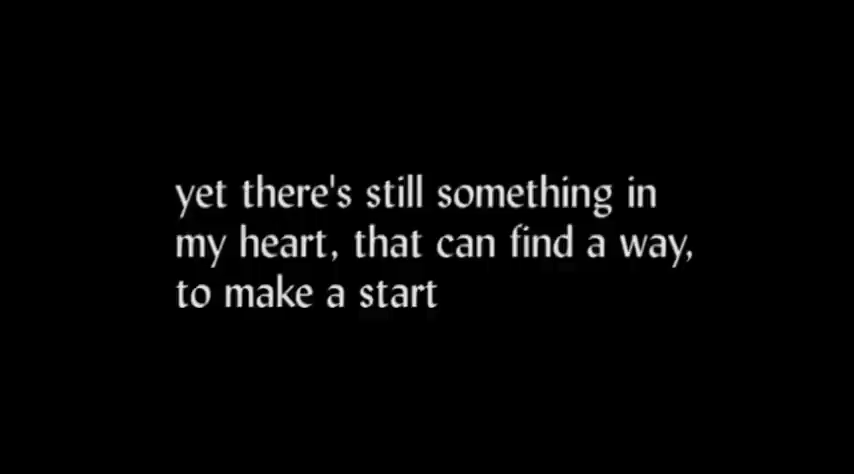 yet there's still something in
my heart, that can find a way,
to make a start